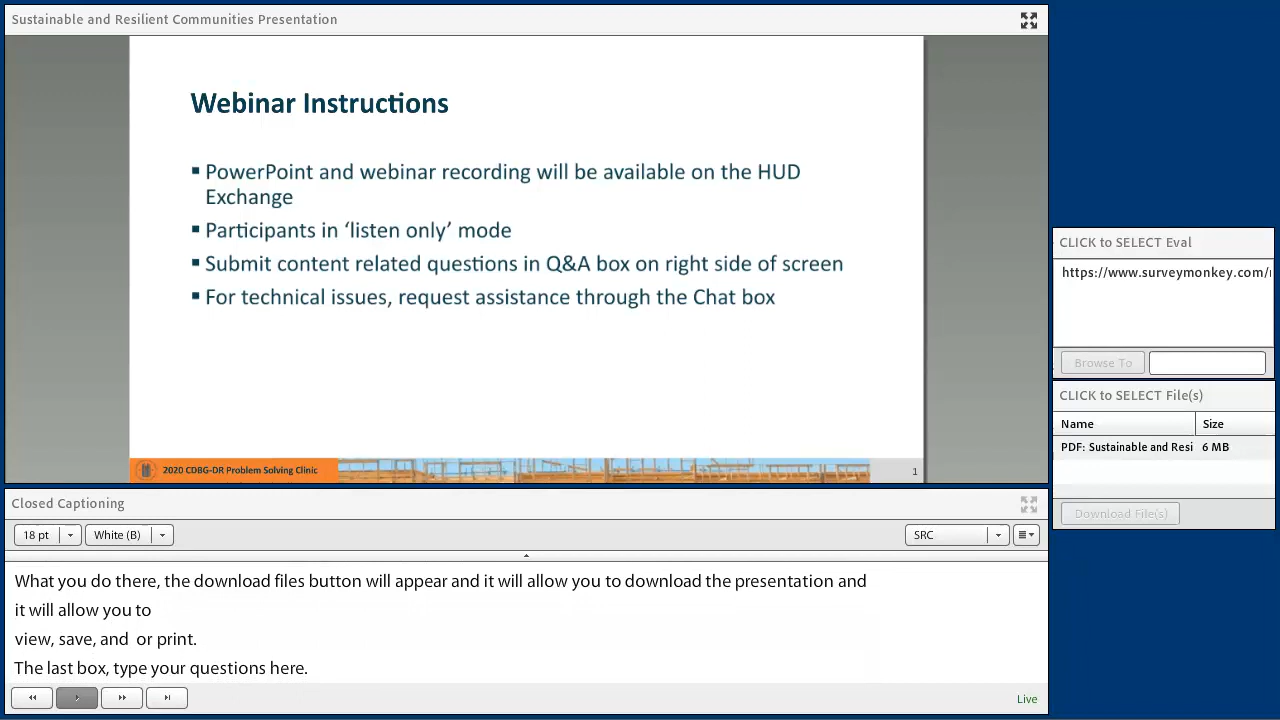 Sustainable and Resilient Communities Presentation
Webinar Instructions
▪ PowerPoint and webinar recording will be available on the HUD
Exchange
▪ Participants in ‘listen only’ mode
▪ Submit content related questions in Q&A box on right side of screen
▪ For technical issues, request assistance through the Chat box
2020 CDBG-DR Problem Solving Clinic
1
CLICK to SELECT Eval
https://www.surveymonkey.com/
Browse To
CLICK to SELECT File(s)
Name Size
PDF: Sustainable and Resi 6 MB
Download File(s)
Closed Captioning
18 pt White (B) SRC
What you do there, the download files button will appear and it will allow you to download the presentation and
it will allow you to
view, save, and or print.
The last box, type your questions here.
Live